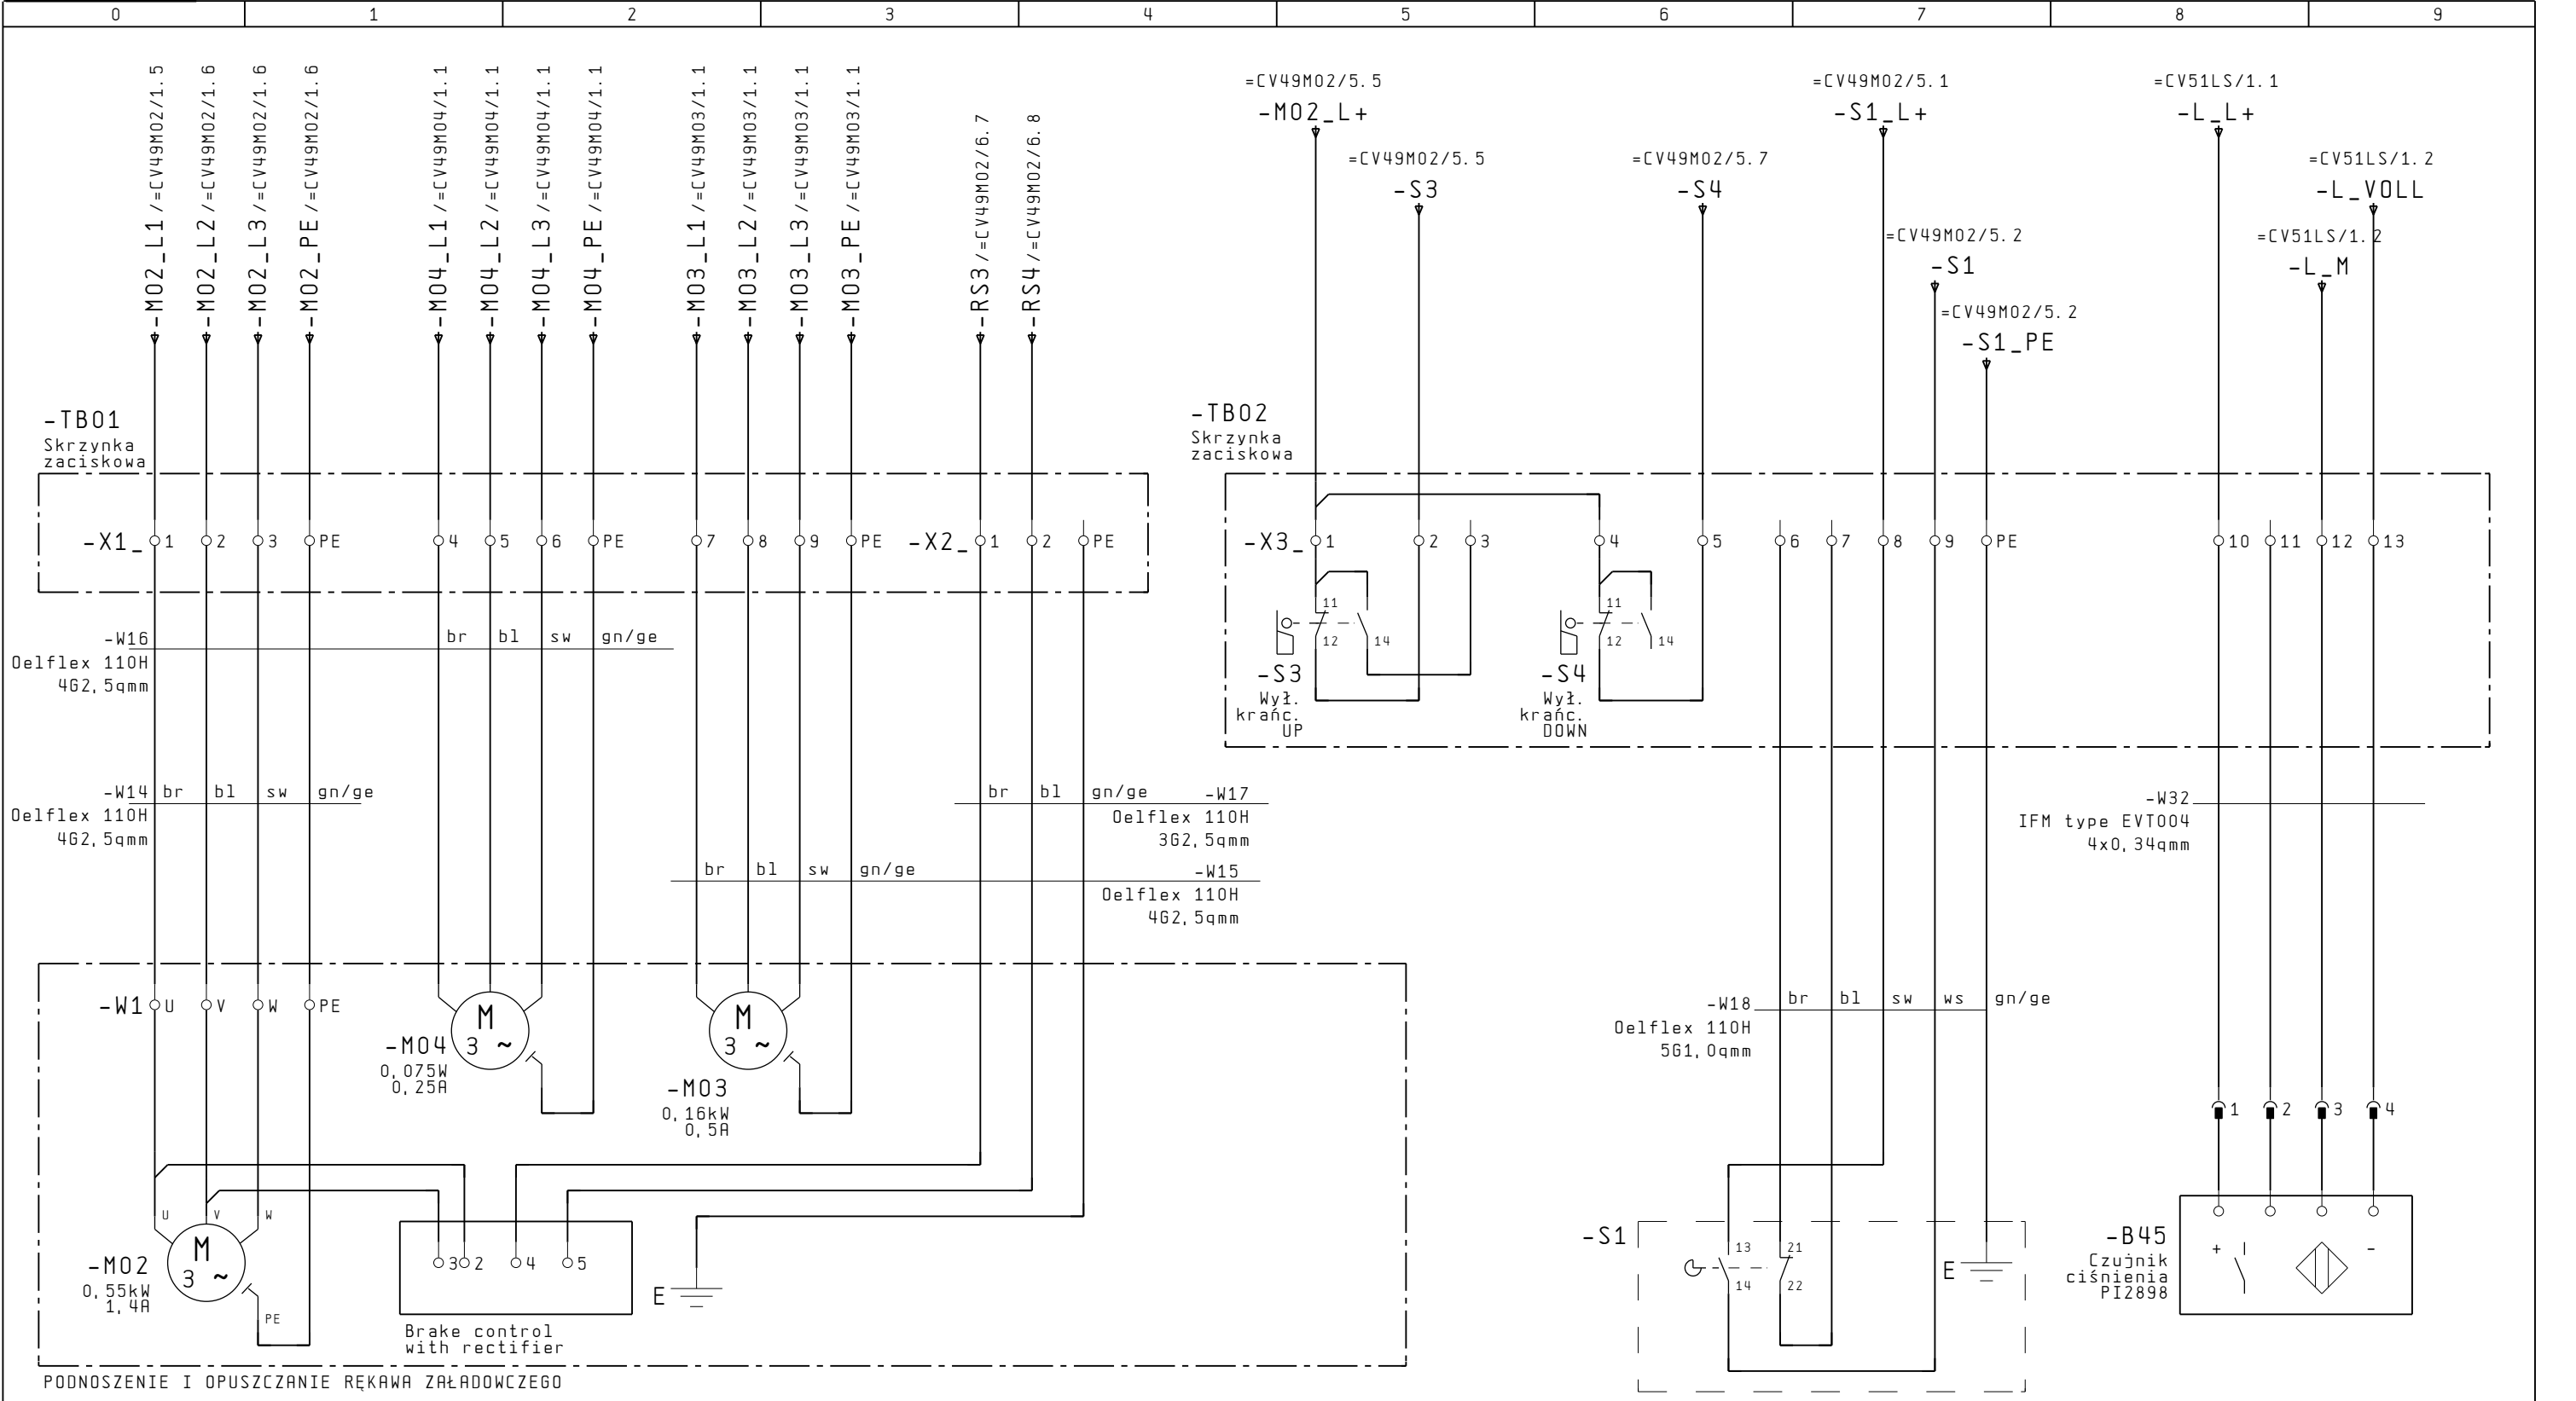 0 1 2 3 4 5 6 7 8 9
-M02_L1 /=CV49M02/1.5
-M02_L2 /=CV49M02/1.6
-M02_L3 /=CV49M02/1.6
-M02_PE /=CV49M02/1.6
-M04_L1 /=CV49M04/1.1
-M04_L2 /=CV49M04/1.1
-M04_L3 /=CV49M04/1.1
-M04_PE /=CV49M04/1.1
-M03_L1 /=CV49M03/1.1
-M03_L2 /=CV49M03/1.1
-M03_L3 /=CV49M03/1.1
-M03_PE /=CV49M03/1.1
-RS3 /=CV49M02/6.7
-RS4 /=CV49M02/6.8
=CV49M02/5.5
-M02_L+
=CV49M02/5.5
-S3
=CV49M02/5.7
-S4
=CV49M02/5.1
-S1_L+
=CV49M02/5.2
-S1
=CV49M02/5.2
-S1_PE
=CV51LS/1.1
-L_L+
=CV51LS/1.2
-L_VOLL
=CV51LS/1.2
-L_M
-TB01
Skrzynka
zaciskowa
-X1_ 1 2 3 PE 4 5 6 PE 7 8 9 PE
-X2_ 1 2 PE
-TB02
Skrzynka
zaciskowa
-X3_ 1 2 3 4 5 6 7 8 9 PE 10 11 12 13
11
12 14
-S3
Wył.
krańc.
UP
11
12 14
-S4
Wył.
krańc.
DOWN
-W16 br bl sw gn/ge
Oelflex 110H
4G2,5qmm
-W14 br bl sw gn/ge
Oelflex 110H
4G2,5qmm
br bl gn/ge -W17
Oelflex 110H
3G2,5qmm
br bl sw gn/ge -W15
Oelflex 110H
4G2,5qmm
-W32
IFM type EVT004
4x0,34qmm
-W18 br bl sw ws gn/ge
Oelflex 110H
5G1,0qmm
-W1 U V W PE
M
3 ~
-M04
0,075W
0,25A
M
3 ~
-M03
0,16kW
0,5A
U V W
M
3 ~
PE
-M02
0,55kW
1,4A
3 2 4 5
Brake control
with rectifier
E
PODNOSZENIE I OPUSZCZANIE RĘKAWA ZAŁADOWCZEGO
-S1
13 21
14 22
E
1 2 3 4
+ -
-B45
Czujnik
ciśnienia
PI2898